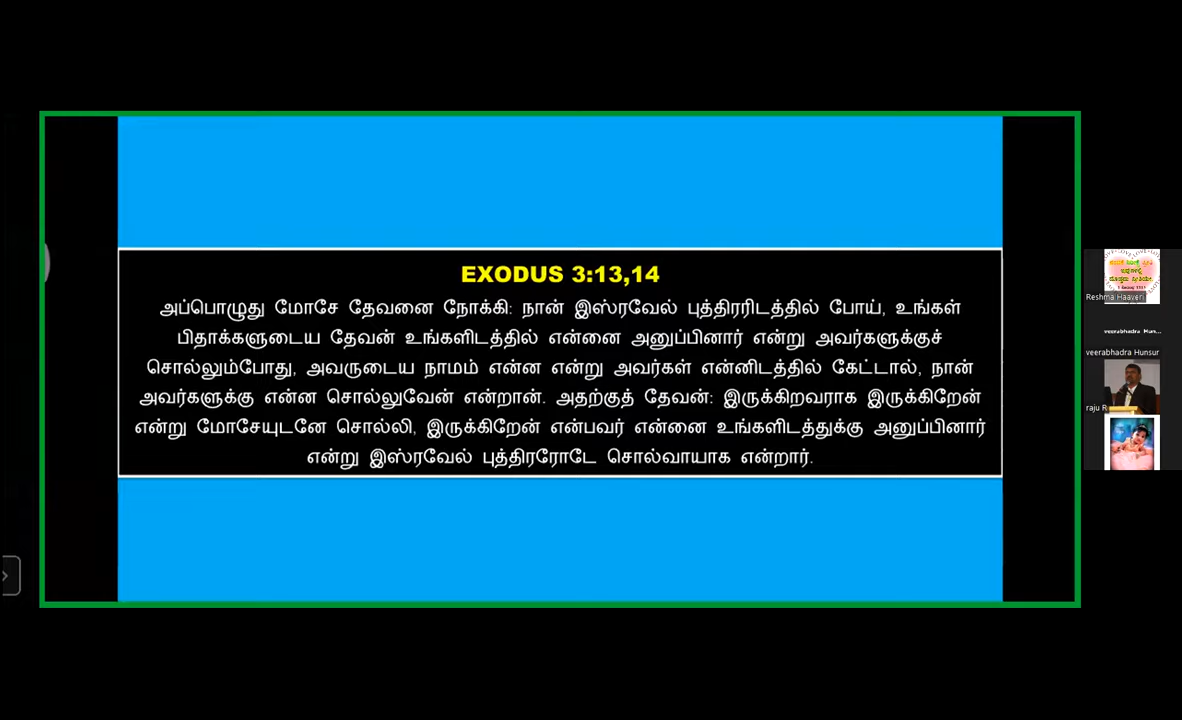 EXODUS 3:13,14
அப்பொழுது மோசே தேவனை நோக்கி: நான் இஸ்ரவேல் புத்திரரிடத்தில் போய், உங்கள்
பிதாக்களுடைய தேவன் உங்களிடத்தில் என்னை அனுப்பினார் என்று அவர்களுக்குச்
சொல்லும்போது, அவருடைய நாமம் என்ன என்று அவர்கள் என்னிடத்தில் கேட்டால், நான்
அவர்களுக்கு என்ன சொல்லுவேன் என்றான். அதற்குத் தேவன்: இருக்கிறவராக இருக்கிறேன்
என்று மோசேயுடனே சொல்லி, இருக்கிறேன் என்பவர் என்னை உங்களிடத்துக்கு அனுப்பினார்
என்று இஸ்ரவேல் புத்திரரோடே சொல்வாயாக என்றார்.
Reshma Haaveri
veerabhadra Hun...
veerabhadra Hunsur
raju R